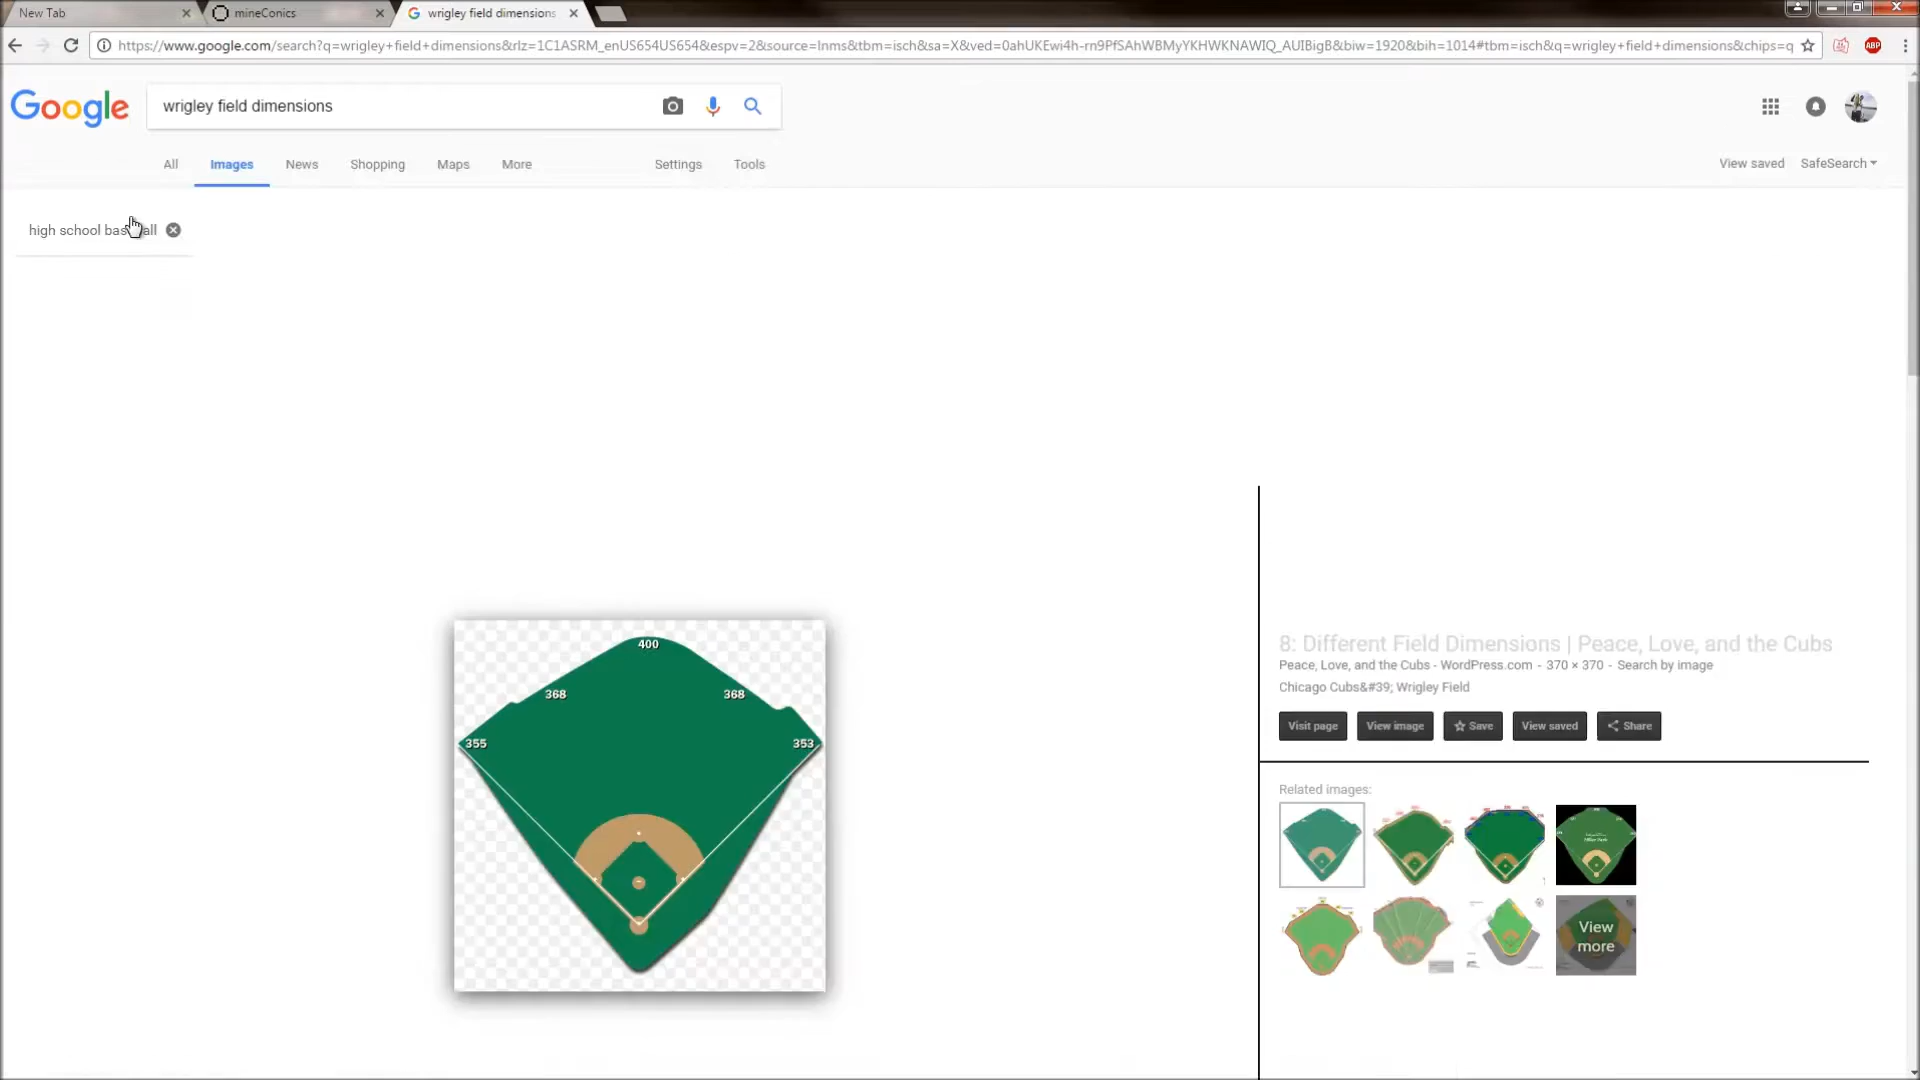 New Tab
mineConics
wrigley field dimensions
https://www.google.com/search?q=wrigley+field+dimensions&rlz=1C1ASRM_enUS654US654&espv=2&source=lnms&tbm=isch&sa=X&ved=0ahUKEwi4h-rn9PfSAhWBMyYKHWKNAWIQ_AUIBigB&biw=1920&bih=1014#tbm=isch&q=wrigley+field+dimensions&chips=q
ABP
Google
wrigley field dimensions
All Images News Shopping Maps More Settings Tools
View saved SafeSearch
high school bas all
400
368 368
355 353
8: Different Field Dimensions | Peace, Love, and the Cubs
Peace, Love, and the Cubs - WordPress.com - 370 × 370 - Search by image
Chicago Cubs&#39; Wrigley Field
Visit page View image Save View saved Share
Related images:
View
more